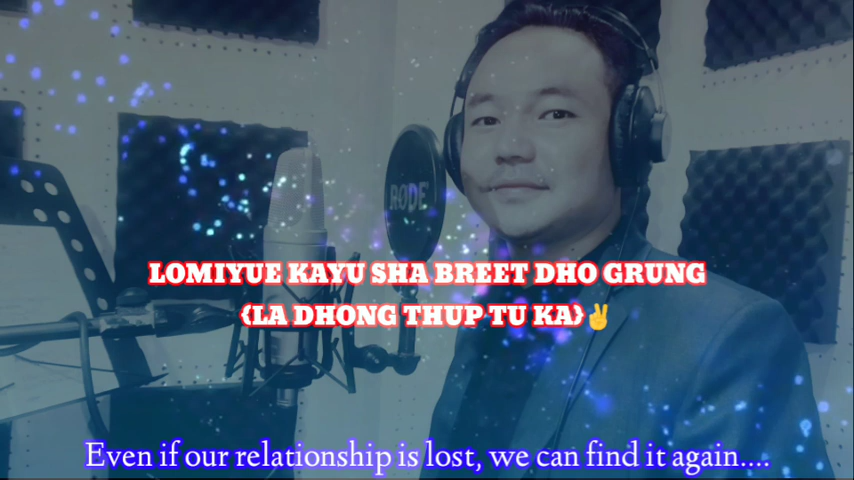 RØDE
LOMIYUE KAYU SHA BREET DHO GRUNG
{LA DHONG THUP TU KA}✌
Even if our relationship is lost, we can find it again....